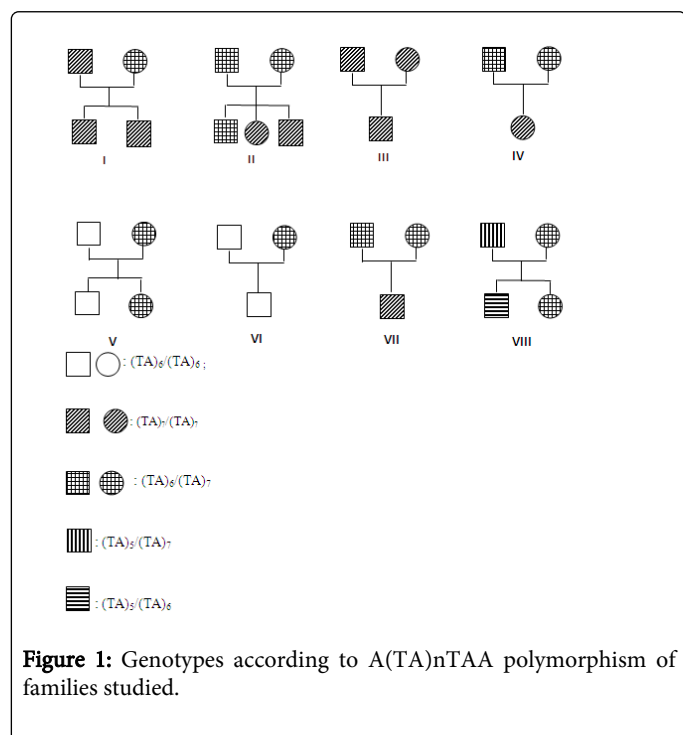 I II III IV
V VI VII VIII
: (TA)₆/(TA)₆ ;
: (TA)₇/(TA)₇
: (TA)₆/(TA)₇
: (TA)₅/(TA)₇
: (TA)₅/(TA)₆
Figure 1: Genotypes according to A(TA)nTAA polymorphism of
families studied.